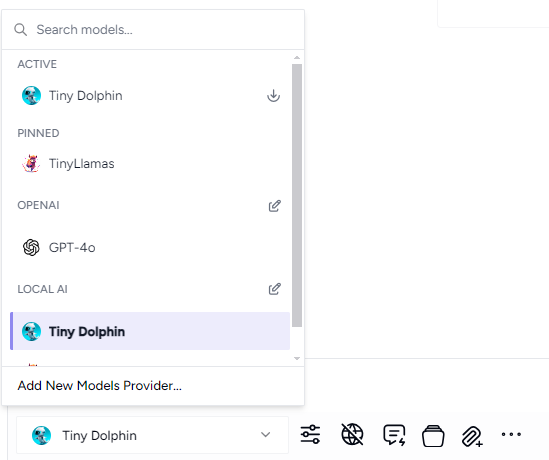 Search models...
ACTIVE
Tiny Dolphin
PINNED
TinyLlamas
OPENAI
GPT-4o
LOCAL AI
Tiny Dolphin
Add New Models Provider...
Tiny Dolphin